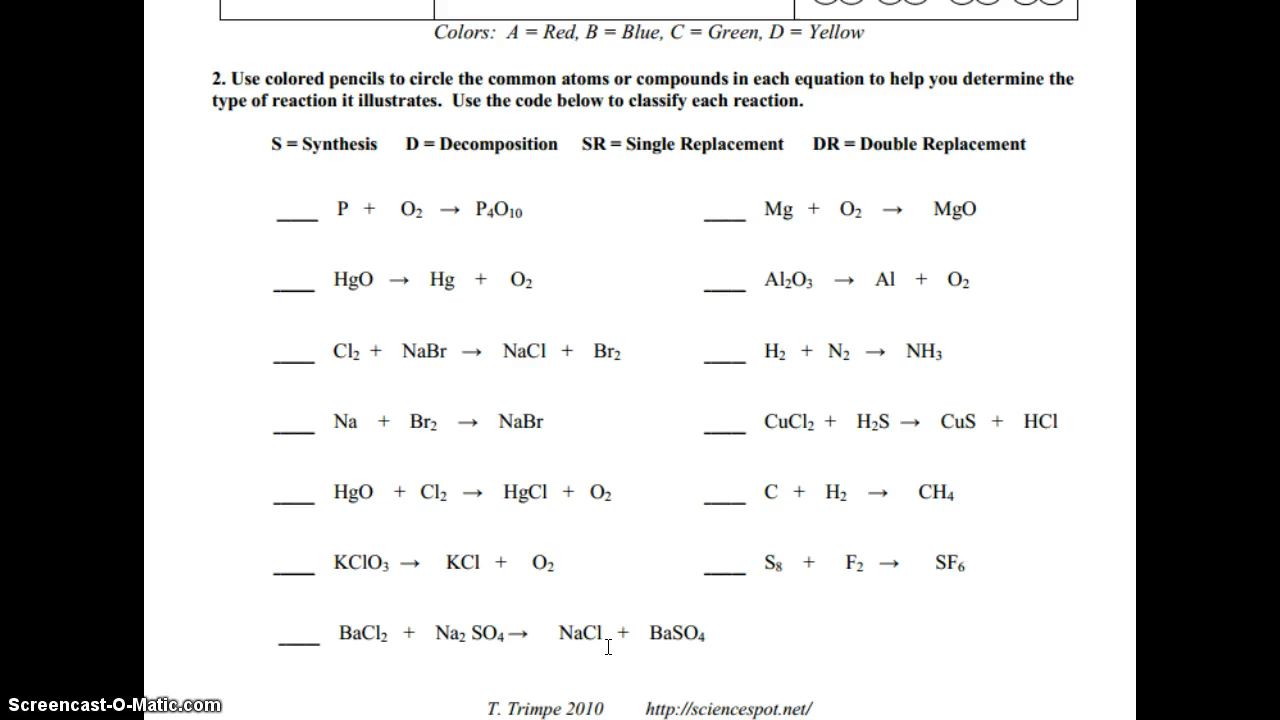 Colors: A = Red, B = Blue, C = Green, D = Yellow
2. Use colored pencils to circle the common atoms or compounds in each equation to help you determine the
type of reaction it illustrates. Use the code below to classify each reaction.
S = Synthesis D = Decomposition SR = Single Replacement DR = Double Replacement
____ P + O₂ → P₄O₁₀
____ Mg + O₂ → MgO
____ HgO → Hg + O₂
____ Al₂O₃ → Al + O₂
____ Cl₂ + NaBr → NaCl + Br₂
____ H₂ + N₂ → NH₃
____ Na + Br₂ → NaBr
____ CuCl₂ + H₂S → CuS + HCl
____ HgO + Cl₂ → HgCl + O₂
____ C + H₂ → CH₄
____ KClO₃ → KCl + O₂
____ S₈ + F₂ → SF₆
____ BaCl₂ + Na₂ SO₄ → NaCl + BaSO₄
T. Trimpe 2010 http://sciencespot.net/
Screencast-O-Matic.com